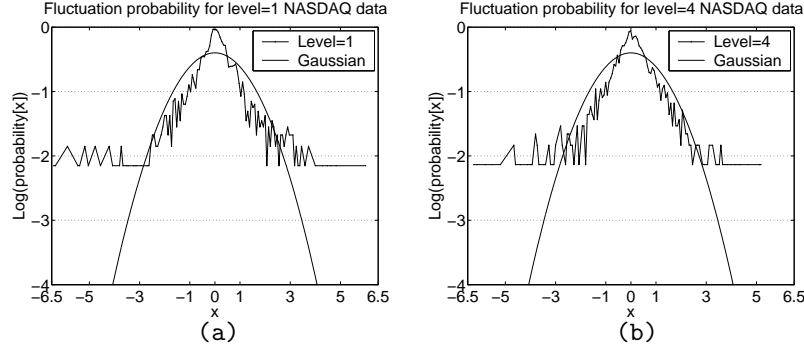 Fluctuation probability for level=1 NASDAQ data
0
−1
−2
−3
−4
Log(probability[x])
Level=1
Gaussian
−6.5 −5 −3 −1 0 1 3 5 6.5
x
(a)
Fluctuation probability for level=4 NASDAQ data
0
−1
−2
−3
−4
Log(probability[x])
Level=4
Gaussian
−6.5 −5 −3 −1 0 1 3 5 6.5
x
(b)